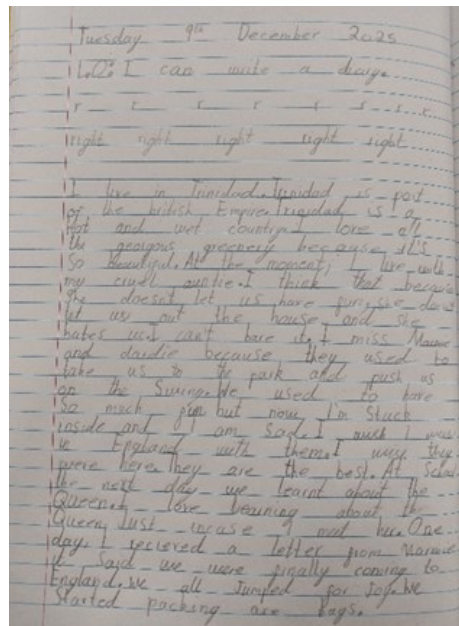 Tuesday 9th December 2025
L.O: I can write a diary.
r r r r r r r r r
right right right right right
I live in Trinidad. Trinidad is part
of the british Empire. Trinidad is a
hot and wet country. I love all
the geoigous greenery because it's
so beautiful. At the moment, I live with
my cruel auntie. I think that because
she doesn't let us have fun. she dosn't
let us out the house and she
hates us. I can't bare it. I miss Mamie
and dardie because they used to
take us to the park and push us
on the Swing. We used to have
so much fun but now I'm stuck
inside and I am sad. I wish I was
in England with them. I wish they
were here. They are the best. At School
the next day we learnt about the
Queen. I love learning about the
Queen just incase I meet her. One
day, I recieved a letter from Mamie
it said we were finally coming to
England. We all Jumped for Joy. We
Started packing are bags.